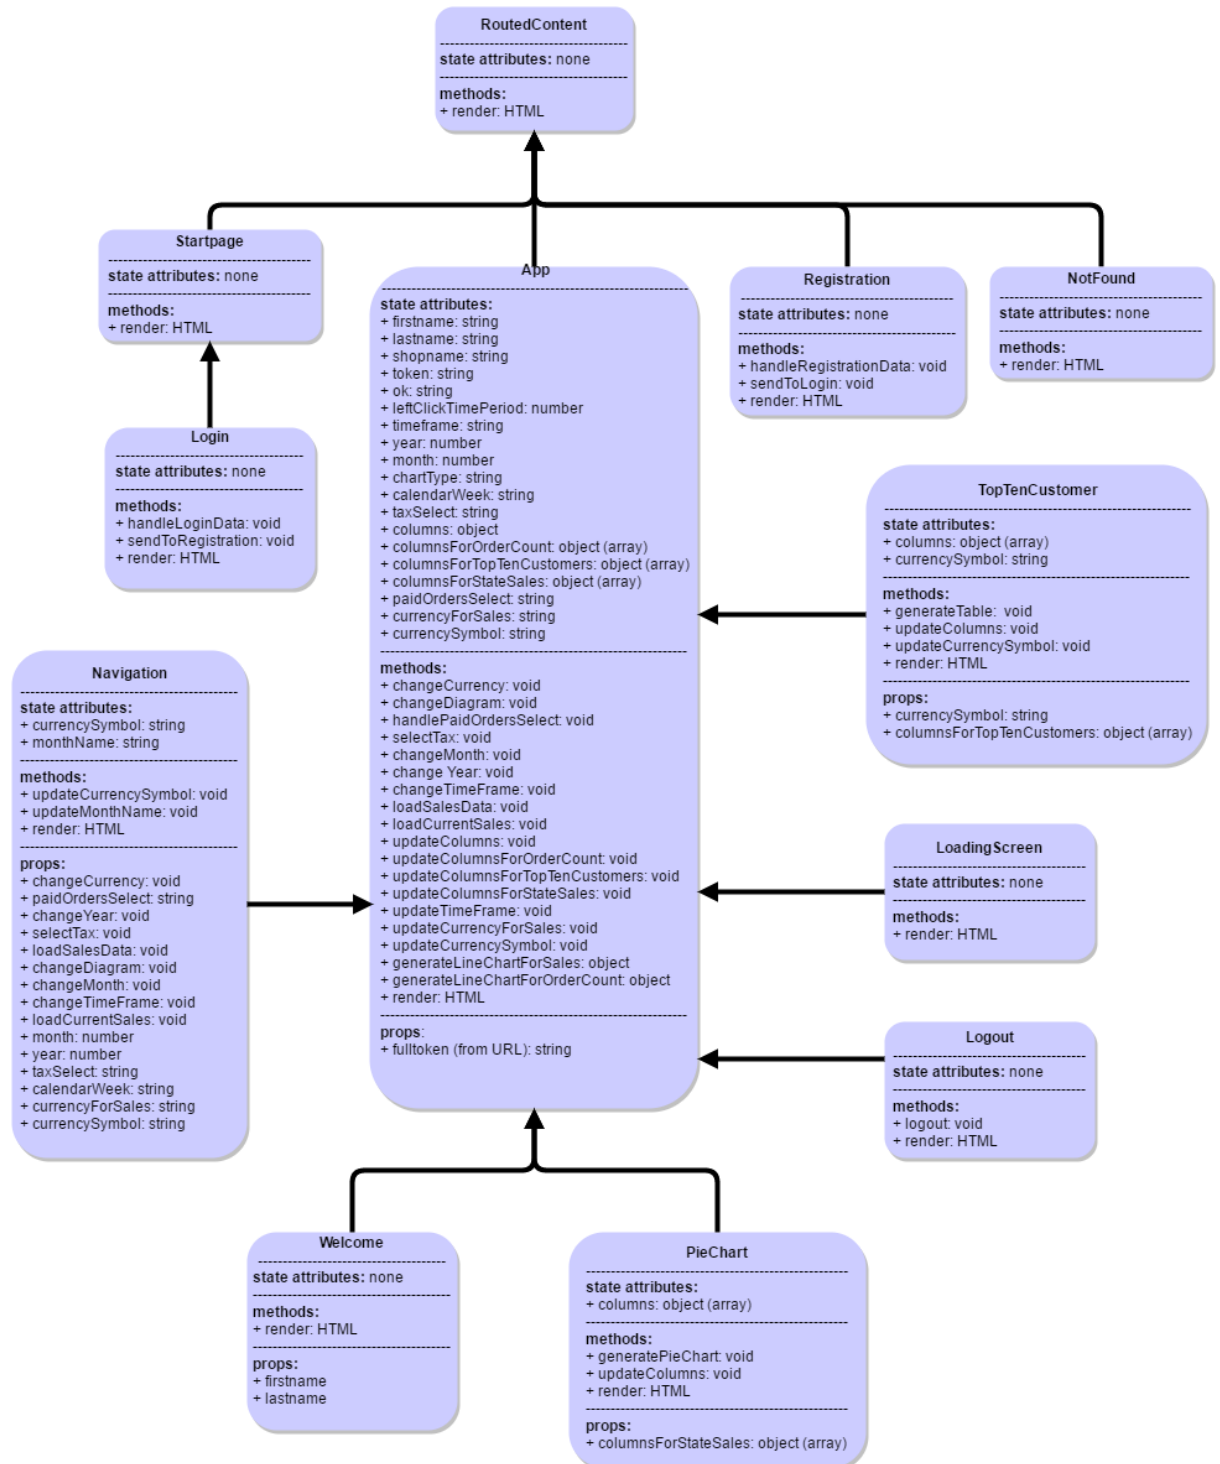 RoutedContent
state attributes: none
methods:
+ render: HTML
Startpage
state attributes: none
methods:
+ render: HTML
App
state attributes:
+ firstname: string
+ lastname: string
+ shopname: string
+ token: string
+ ok: string
+ leftClickTimePeriod: number
+ timeframe: string
+ year: number
+ month: number
+ chartType: string
+ calendarWeek: string
+ taxSelect: string
+ columns: object
+ columnsForOrderCount: object (array)
+ columnsForTopTenCustomers: object (array)
+ columnsForStateSales: object (array)
+ paidOrdersSelect: string
+ currencyForSales: string
+ currencySymbol: string
methods:
+ changeCurrency: void
+ changeDiagram: void
+ handlePaidOrdersSelect: void
+ selectTax: void
+ changeMonth: void
+ change Year: void
+ changeTimeFrame: void
+ loadSalesData: void
+ loadCurrentSales: void
+ updateColumns: void
+ updateColumnsForOrderCount: void
+ updateColumnsForTopTenCustomers: void
+ updateColumnsForStateSales: void
+ updateTimeFrame: void
+ updateCurrencyForSales: void
+ updateCurrencySymbol: void
+ generateLineChartForSales: object
+ generateLineChartForOrderCount: object
+ render: HTML
props:
+ fulltoken (from URL): string
Registration
state attributes: none
methods:
+ handleRegistrationData: void
+ sendToLogin: void
+ render: HTML
NotFound
state attributes: none
methods:
+ render: HTML
Login
state attributes: none
methods:
+ handleLoginData: void
+ sendToRegistration: void
+ render: HTML
TopTenCustomer
state attributes:
+ columns: object (array)
+ currencySymbol: string
methods:
+ generateTable:  void
+ updateColumns: void
+ updateCurrencySymbol: void
+ render: HTML
props:
+ currencySymbol: string
+ columnsForTopTenCustomers: object (array)
Navigation
state attributes:
+ currencySymbol: string
+ monthName: string
methods:
+ updateCurrencySymbol: void
+ updateMonthName: void
+ render: HTML
props:
+ changeCurrency: void
+ paidOrdersSelect: string
+ changeYear: void
+ selectTax: void
+ loadSalesData: void
+ changeDiagram: void
+ changeMonth: void
+ changeTimeFrame: void
+ loadCurrentSales: void
+ month: number
+ year: number
+ taxSelect: string
+ calendarWeek: string
+ currencyForSales: string
+ currencySymbol: string
LoadingScreen
state attributes: none
methods:
+ render: HTML
Logout
state attributes: none
methods:
+ logout: void
+ render: HTML
Welcome
state attributes: none
methods:
+ render: HTML
props:
+ firstname
+ lastname
PieChart
state attributes:
+ columns: object (array)
methods:
+ generatePieChart: void
+ updateColumns: void
+ render: HTML
props:
+ columnsForStateSales: object (array)